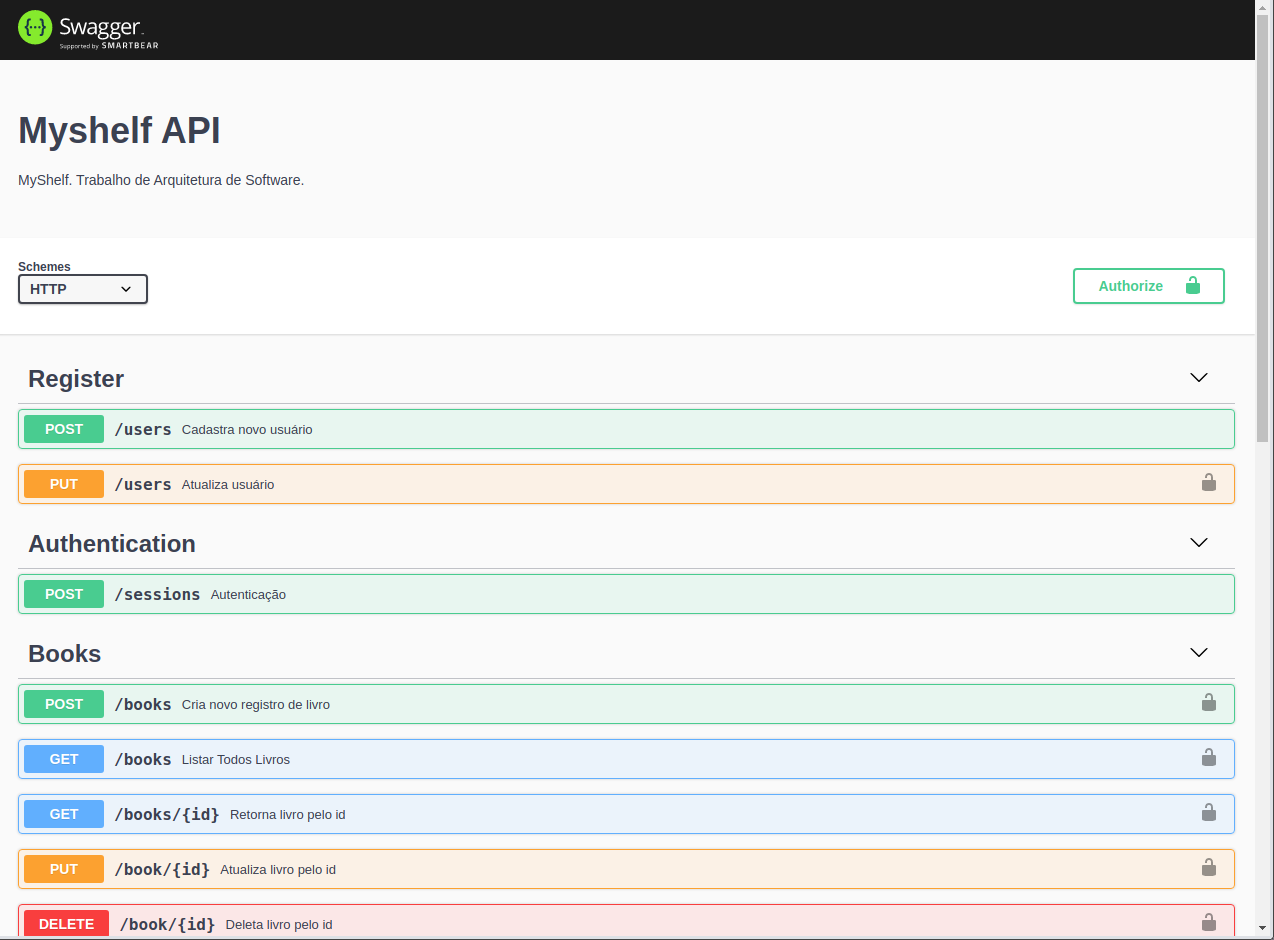 {···} Swagger
Supported by SMARTBEAR
Myshelf API
MyShelf. Trabalho de Arquitetura de Software.
Schemes
HTTP
Authorize
Register
POST /users Cadastra novo usuário
PUT /users Atualiza usuário
Authentication
POST /sessions Autenticação
Books
POST /books Cria novo registro de livro
GET /books Listar Todos Livros
GET /books/{id} Retorna livro pelo id
PUT /book/{id} Atualiza livro pelo id
DELETE /book/{id} Deleta livro pelo id